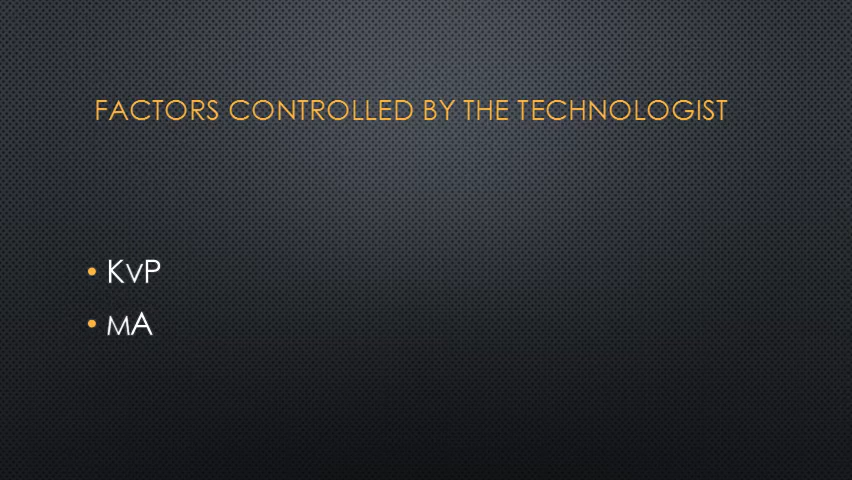 FACTORS CONTROLLED BY THE TECHNOLOGIST
• KVP
• MA